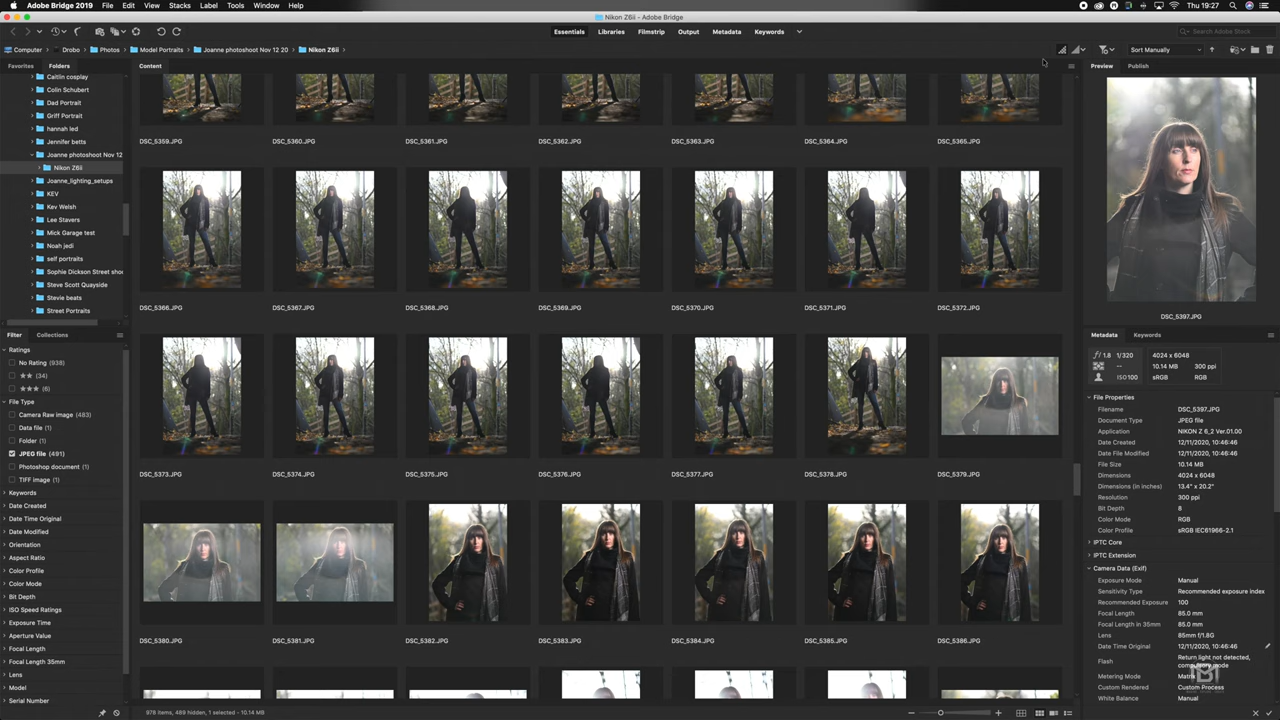 Adobe Bridge 2019 File Edit View Stacks Label Tools Window Help Thu 19:27
Nikon Z6ii - Adobe Bridge
Essentials Libraries Filmstrip Output Metadata Keywords Search Adobe Stock
Computer Drobo Photos Model Portraits Joanne photoshoot Nov 12 20 Nikon Z6ii Sort Manually
Favorites Folders Content Preview Publish
Caitlin cosplay
Colin Schubert
Dad Portrait
Griff Portrait
hannah led
Jennifer betts
Joanne photoshoot Nov 12
Nikon Z6ii
Joanne_lighting_setups
KEV
Kev Welsh
Lee Stavers
Mick Garage test
Noah jedi
self portraits
Sophie Dickson Street sho
Steve Scott Quayside
Stevie beats
Street Portraits
Filter Collections
Ratings
No Rating (938)
★★ (34)
★★★ (6)
File Type
Camera Raw image (483)
Data file (1)
Folder (1)
JPEG file (491)
Photoshop document (1)
TIFF image (1)
Keywords
Date Created
Date Time Original
Date Modified
Orientation
Aspect Ratio
Color Profile
Color Mode
Bit Depth
ISO Speed Ratings
Exposure Time
Aperture Value
Focal Length
Focal Length 35mm
Lens
Model
Serial Number
DSC_5359.JPG DSC_5360.JPG DSC_5361.JPG DSC_5362.JPG DSC_5363.JPG DSC_5364.JPG DSC_5365.JPG
DSC_5366.JPG DSC_5367.JPG DSC_5368.JPG DSC_5369.JPG DSC_5370.JPG DSC_5371.JPG DSC_5372.JPG
DSC_5373.JPG DSC_5374.JPG DSC_5375.JPG DSC_5376.JPG DSC_5377.JPG DSC_5378.JPG DSC_5379.JPG
DSC_5380.JPG DSC_5381.JPG DSC_5382.JPG DSC_5383.JPG DSC_5384.JPG DSC_5385.JPG DSC_5386.JPG
978 items, 489 hidden, 1 selected - 10.14 MB
DSC_5397.JPG
Metadata Keywords
f/ 1.8 1/320 4024 x 6048
-- 10.14 MB 300 ppi
ISO100 sRGB RGB
File Properties
Filename DSC_5397.JPG
Document Type JPEG file
Application NIKON Z 6_2 Ver.01.00
Date Created 12/11/2020, 10:46:46
Date File Modified 12/11/2020, 10:46:46
File Size 10.14 MB
Dimensions 4024 x 6048
Dimensions (in inches) 13.4" x 20.2"
Resolution 300 ppi
Bit Depth 8
Color Mode RGB
Color Profile sRGB IEC61966-2.1
IPTC Core
IPTC Extension
Camera Data (Exif)
Exposure Mode Manual
Sensitivity Type Recommended exposure index
Recommended Exposure 100
Focal Length 85.0 mm
Focal Length in 35mm 85.0 mm
Lens 85mm f/1.8G
Date Time Original 12/11/2020, 10:46:46
Flash Return light not detected, compulsory mode
Metering Mode Matrix
Custom Rendered Custom Process
White Balance Manual